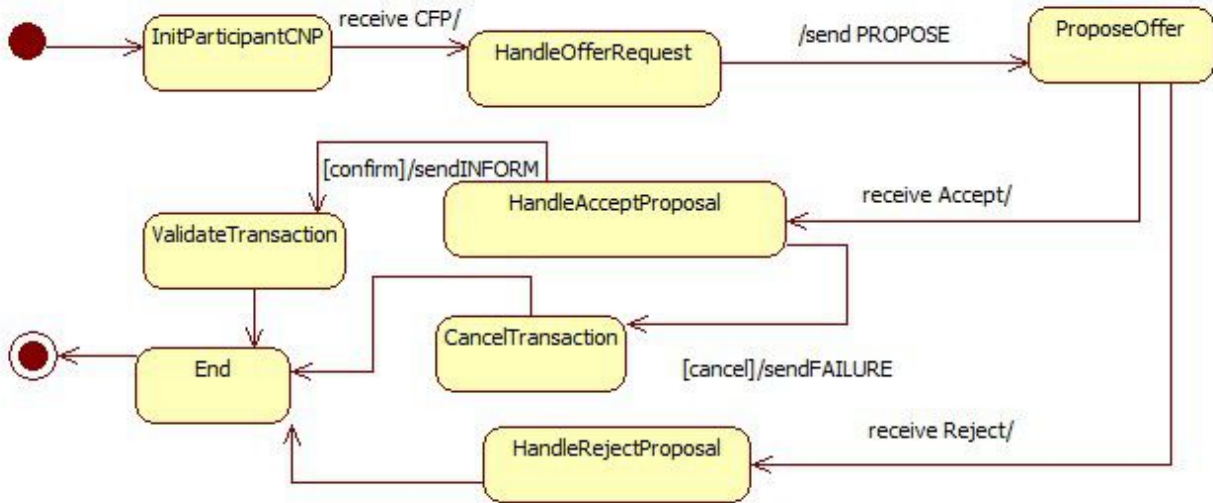 InitParticipantCNP
receive CFP/
HandleOfferRequest
/send PROPOSE
ProposeOffer
[confirm]/sendINFORM
HandleAcceptProposal
receive Accept/
ValidateTransaction
CancelTransaction
End
[cancel]/sendFAILURE
HandleRejectProposal
receive Reject/